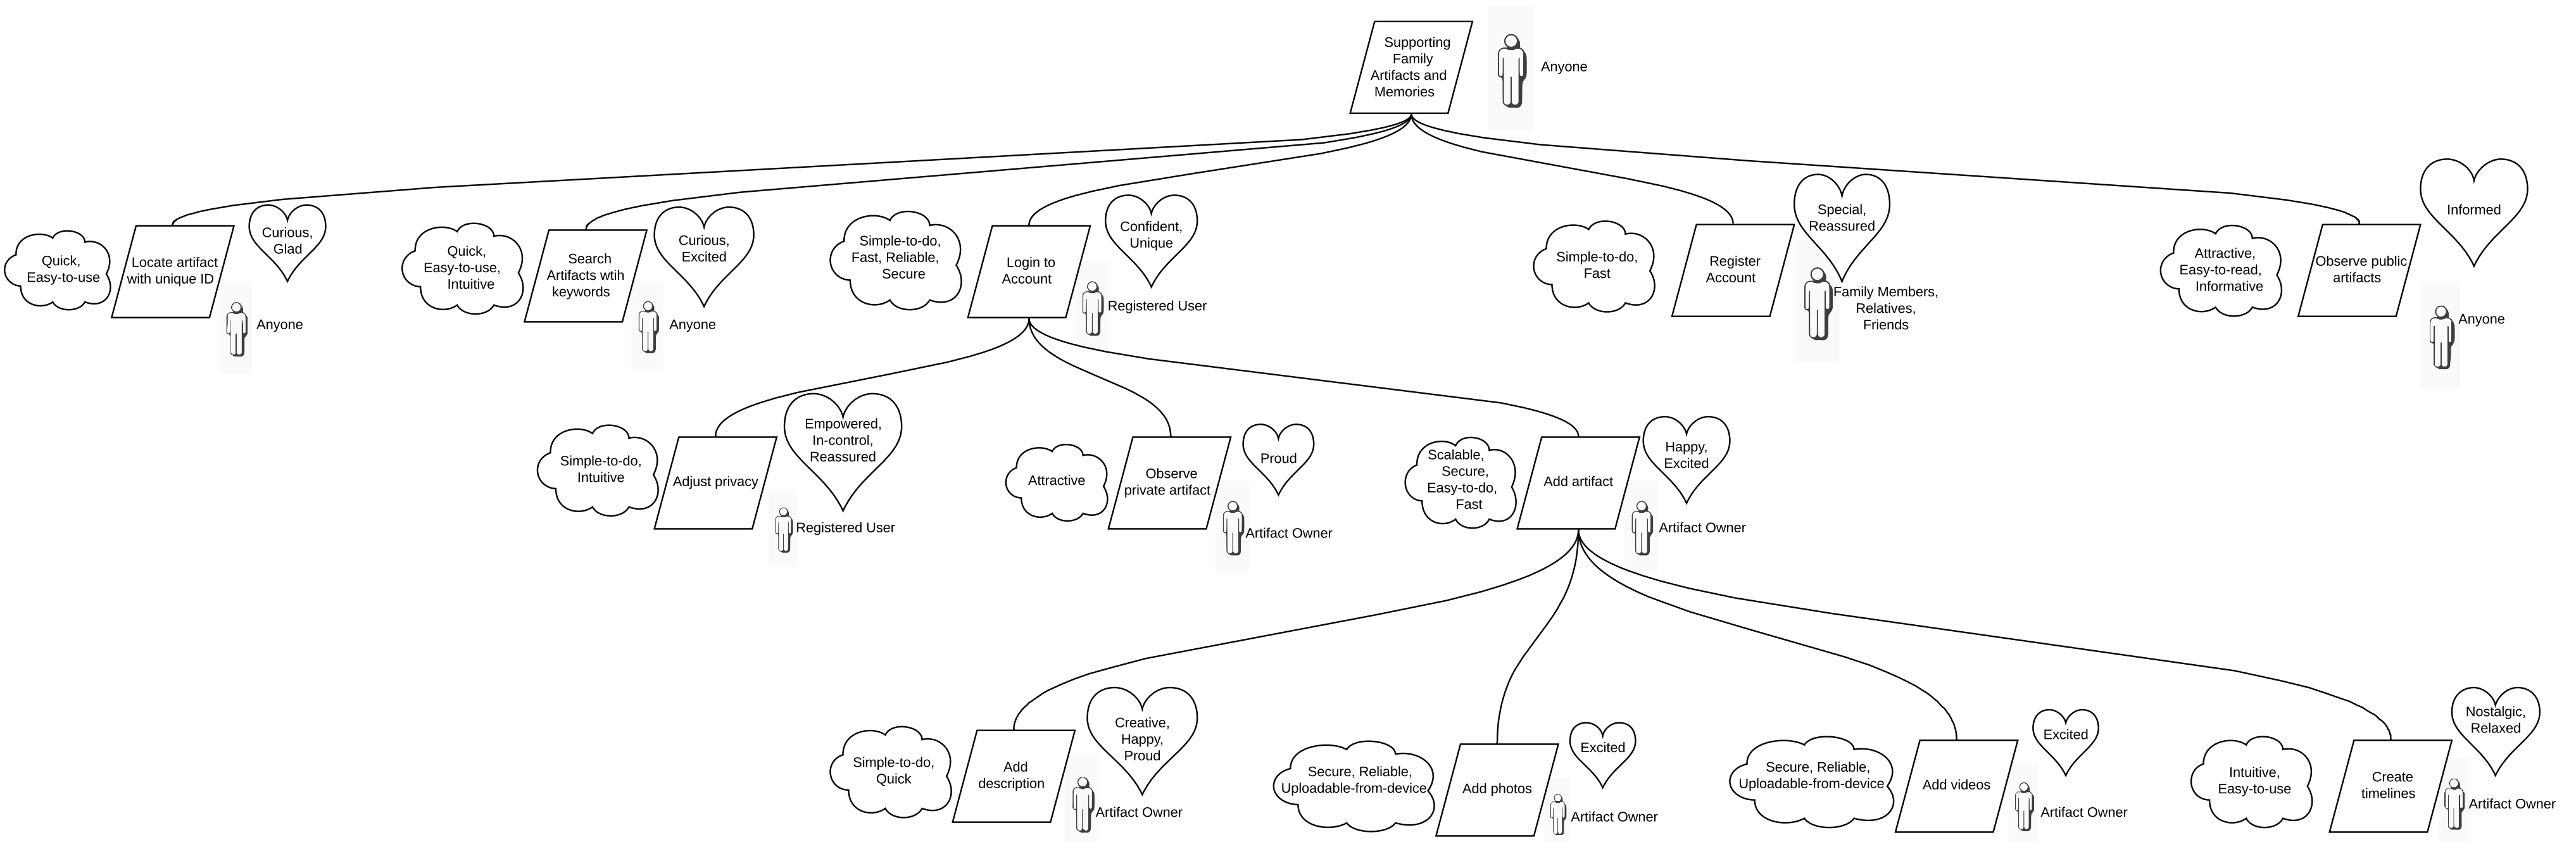 Supporting
Family
Artifacts and
Memories
Anyone
Quick,
Easy-to-use
Locate artifact
with unique ID
Curious,
Glad
Anyone
Quick,
Easy-to-use,
Intuitive
Search
Artifacts wtih
keywords
Curious,
Excited
Anyone
Simple-to-do,
Fast, Reliable,
Secure
Login to
Account
Confident,
Unique
Registered User
Simple-to-do,
Fast
Register
Account
Special,
Reassured
Family Members,
Relatives,
Friends
Attractive,
Easy-to-read,
Informative
Observe public
artifacts
Informed
Anyone
Simple-to-do,
Intuitive
Adjust privacy
Empowered,
In-control,
Reassured
Registered User
Attractive
Observe
private artifact
Proud
Artifact Owner
Scalable,
Secure,
Easy-to-do,
Fast
Add artifact
Happy,
Excited
Artifact Owner
Simple-to-do,
Quick
Add
description
Creative,
Happy,
Proud
Artifact Owner
Secure, Reliable,
Uploadable-from-device
Add photos
Excited
Artifact Owner
Secure, Reliable,
Uploadable-from-device
Add videos
Excited
Artifact Owner
Intuitive,
Easy-to-use
Create
timelines
Nostalgic,
Relaxed
Artifact Owner